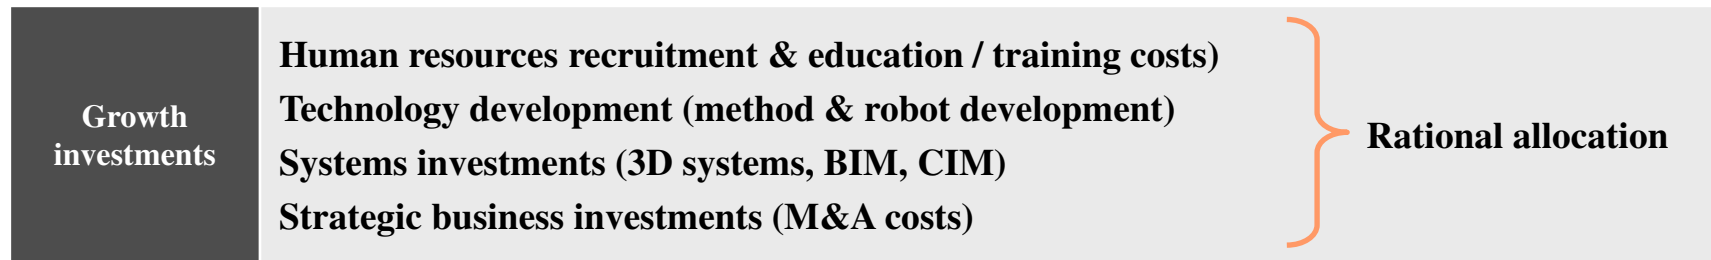 Growth
investments
Human resources recruitment & education / training costs)
Technology development (method & robot development)
Systems investments (3D systems, BIM, CIM)
Strategic business investments (M&A costs)
Rational allocation